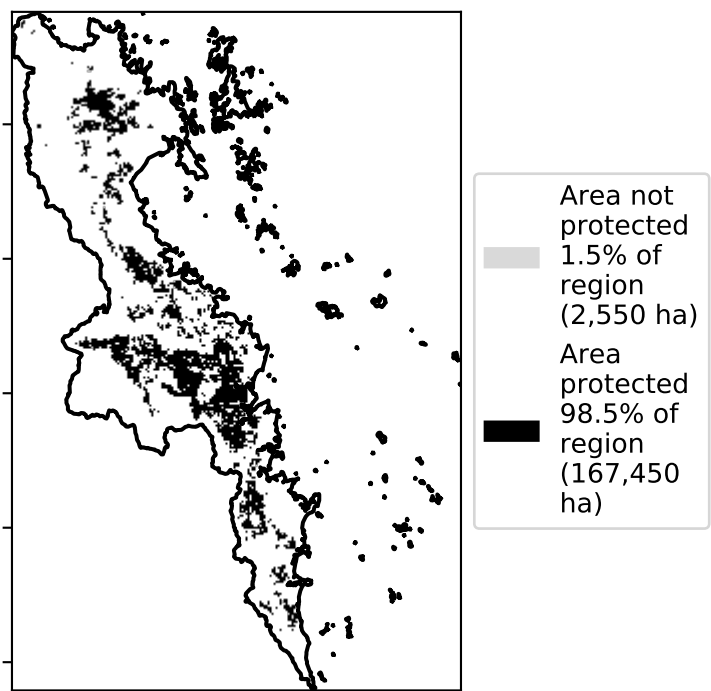 Area not
protected
1.5% of
region
(2,550 ha)
Area
protected
98.5% of
region
(167,450
ha)